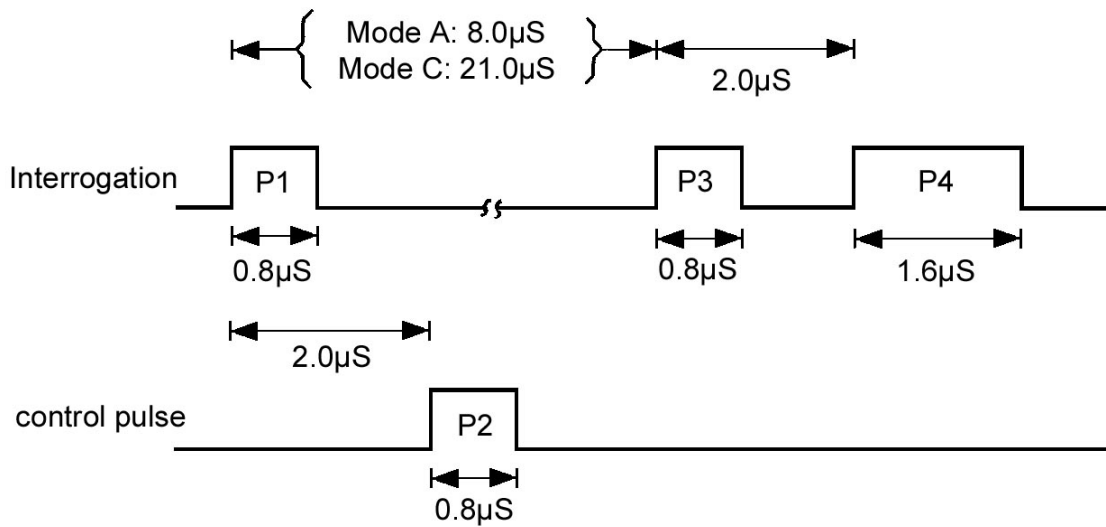 Mode A: 8.0µS
Mode C: 21.0µS
2.0µS
Interrogation
P1
P3
P4
0.8µS
0.8µS
1.6µS
2.0µS
control pulse
P2
0.8µS